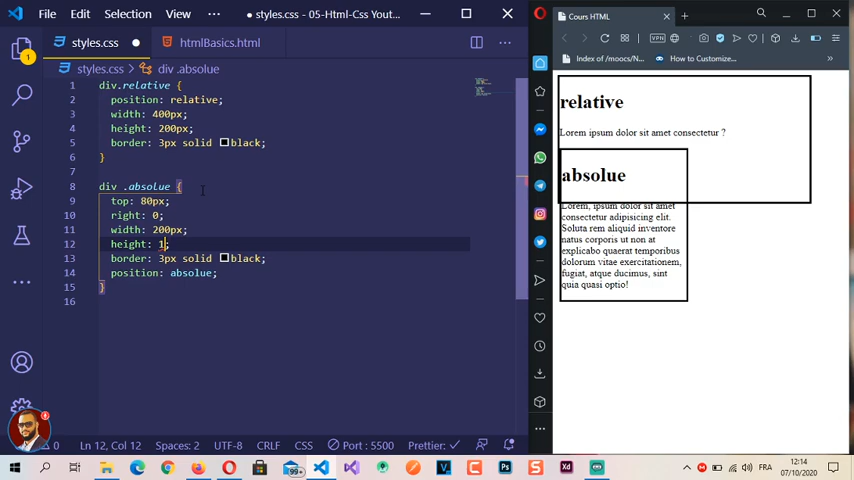 File Edit Selection View ··· ● styles.css - 05-Html-Css Yout...
styles.css ● htmlBasics.html
styles.css > div .absolue
1 div.relative {
2 position: relative;
3 width: 400px;
4 height: 200px;
5 border: 3px solid black;
6 }
7
8 div .absolue {
9 top: 80px;
10 right: 0;
11 width: 200px;
12 height: 1;
13 border: 3px solid black;
14 position: absolue;
15 }
16
1
0 Ln 12, Col 12 Spaces: 2 UTF-8 CRLF CSS Port : 5500 Prettier: ✓
Cours HTML
VPN
Index of /moocs/N... How to Customize... »
relative
Lorem ipsum dolor sit amet consectetur ?
absolue
Lorem, ipsum dolor sit amet
consectetur adipisicing elit.
Soluta rem aliquid inventore
natus corporis ut non at
explicabo quaerat temporibus
dolorum vitae exercitationem,
fugiat, atque ducimus, sint
quia quasi optio!
99+ Ps S Xd FRA 12:14
07/10/2020